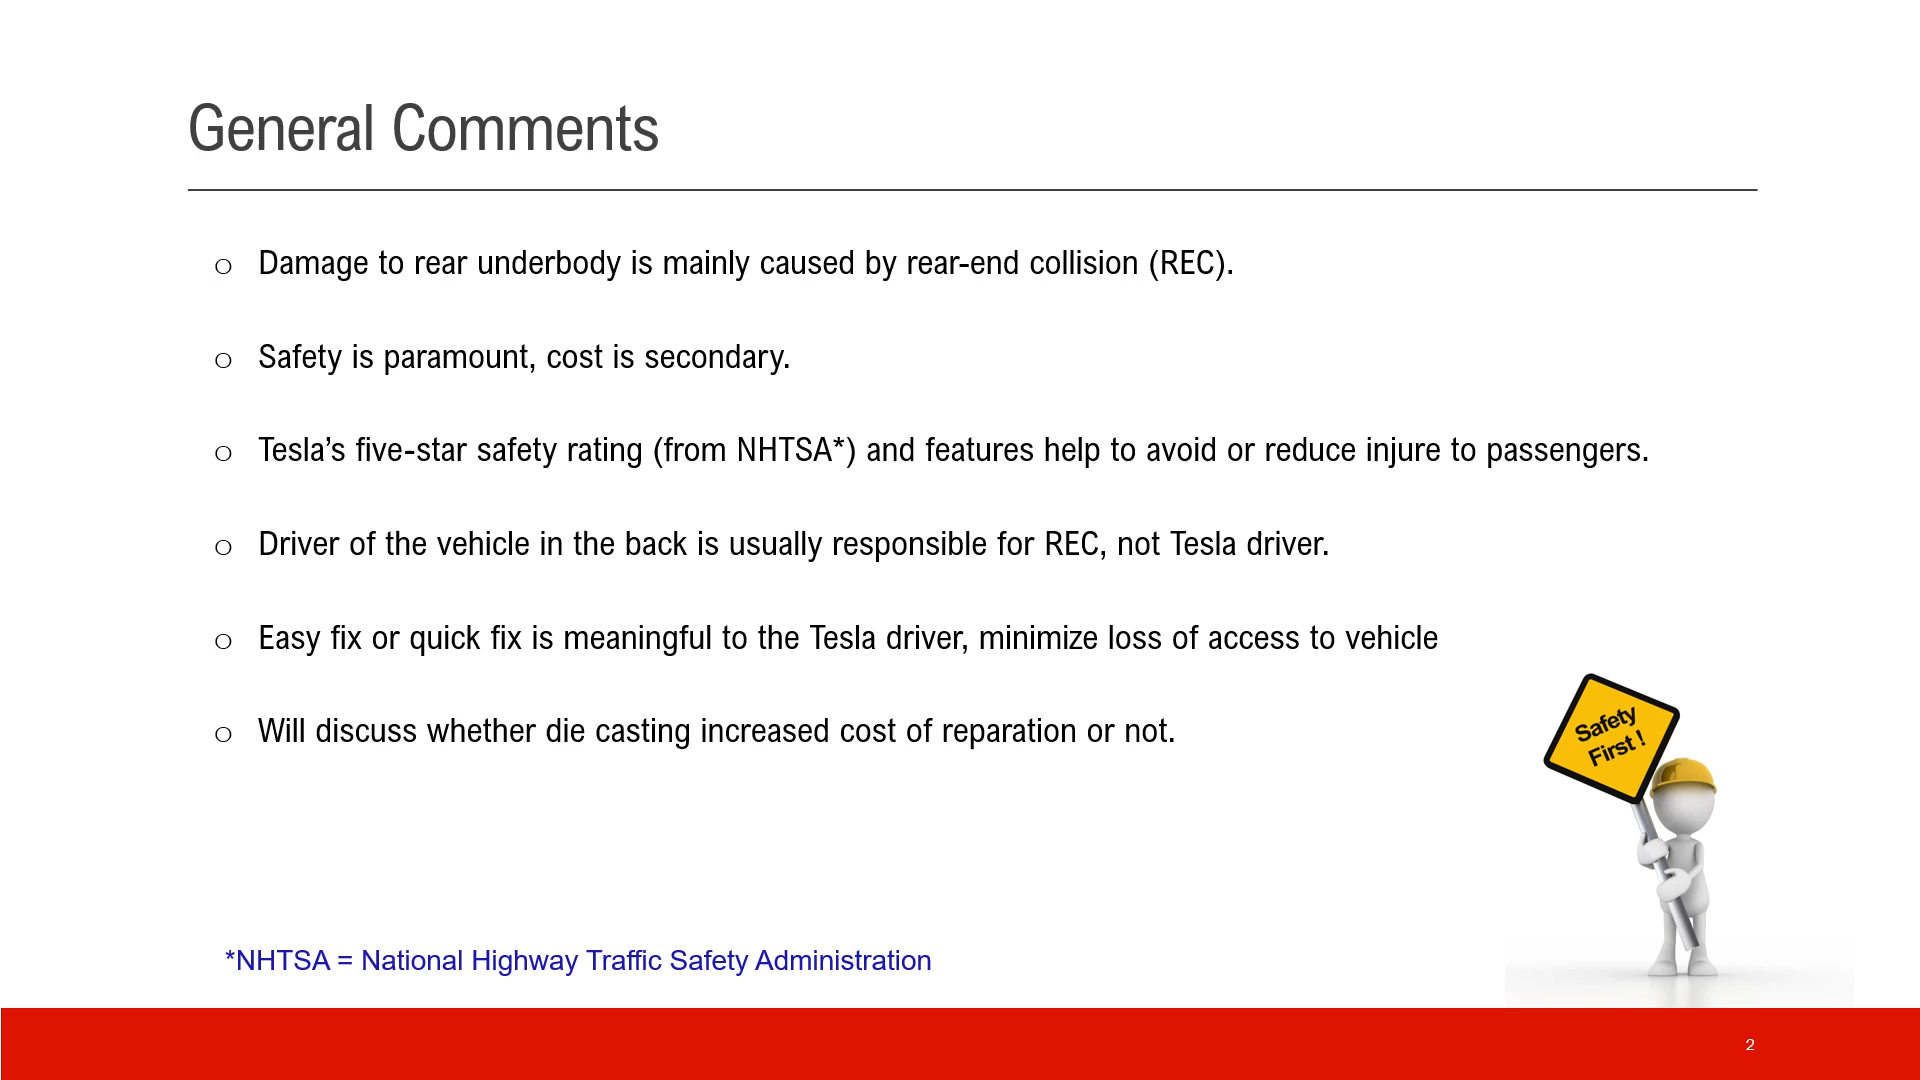 General Comments
o Damage to rear underbody is mainly caused by rear-end collision (REC).
o Safety is paramount, cost is secondary.
o Tesla’s five-star safety rating (from NHTSA*) and features help to avoid or reduce injure to passengers.
o Driver of the vehicle in the back is usually responsible for REC, not Tesla driver.
o Easy fix or quick fix is meaningful to the Tesla driver, minimize loss of access to vehicle
o Will discuss whether die casting increased cost of reparation or not.
Safety
First !
*NHTSA = National Highway Traffic Safety Administration
2